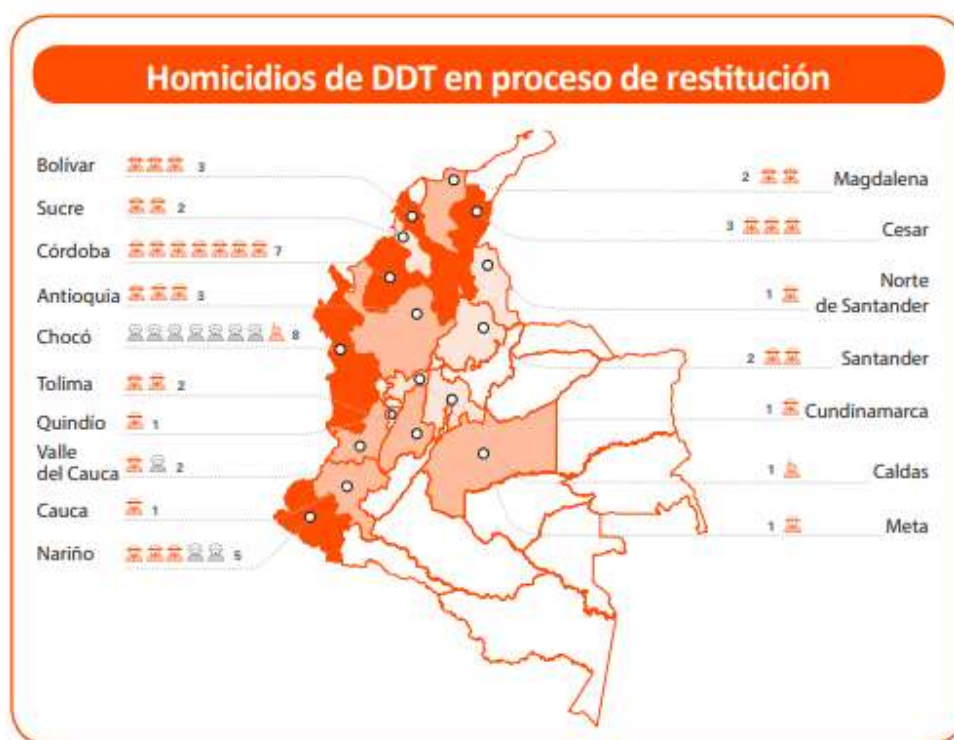 Homicidios de DDT en proceso de restitución
Bolívar 3
Sucre 2
Córdoba 7
Antioquia 3
Chocó 8
Tolima 2
Quindío 1
Valle
del Cauca 2
Cauca 1
Nariño 5
2 Magdalena
3 Cesar
1 Norte
de Santander
2 Santander
1 Cundinamarca
1 Caldas
1 Meta